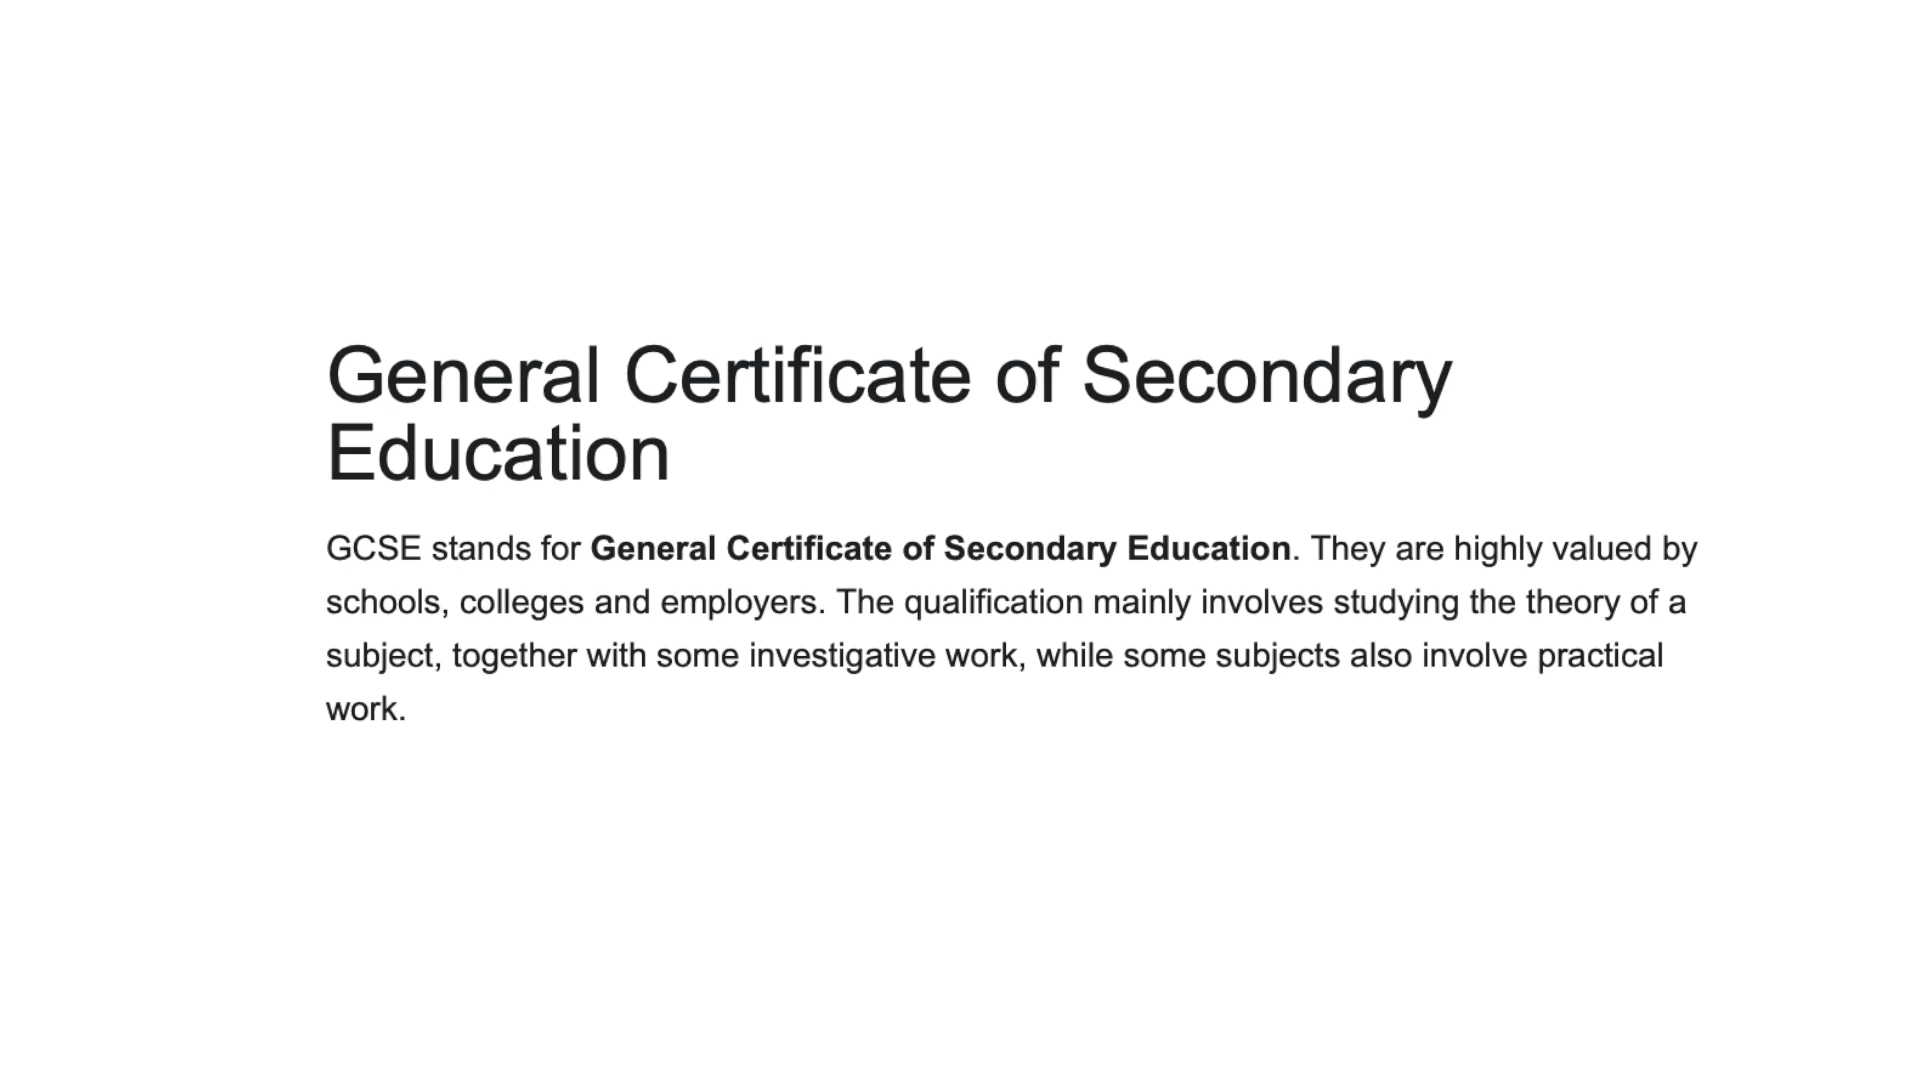 General Certificate of Secondary
Education
GCSE stands for General Certificate of Secondary Education. They are highly valued by
schools, colleges and employers. The qualification mainly involves studying the theory of a
subject, together with some investigative work, while some subjects also involve practical
work.